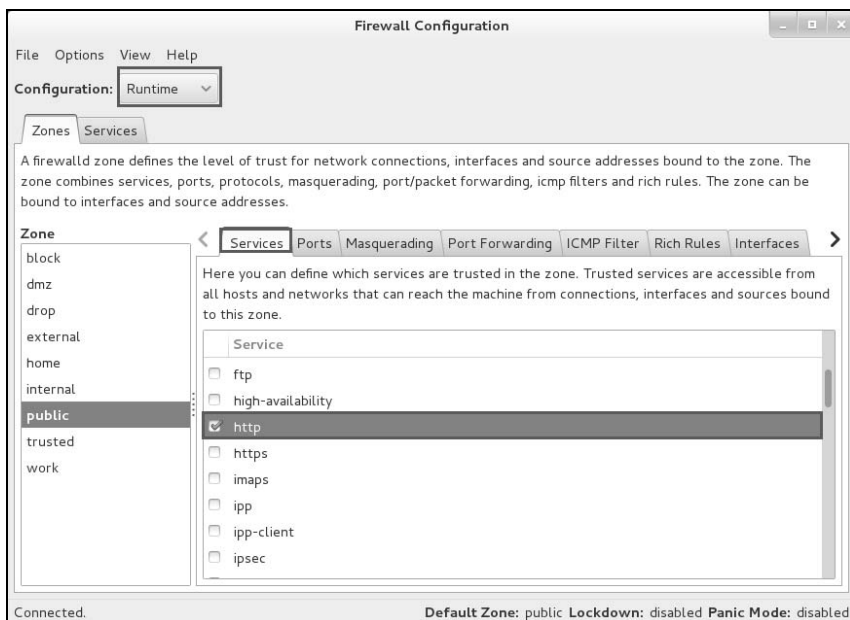 Firewall Configuration
File Options View Help
Configuration: Runtime
Zones Services
A firewalld zone defines the level of trust for network connections, interfaces and source addresses bound to the zone. The
zone combines services, ports, protocols, masquerading, port/packet forwarding, icmp filters and rich rules. The zone can be
bound to interfaces and source addresses.
Zone
block
dmz
drop
external
home
internal
public
trusted
work
Services Ports Masquerading Port Forwarding ICMP Filter Rich Rules Interfaces
Here you can define which services are trusted in the zone. Trusted services are accessible from
all hosts and networks that can reach the machine from connections, interfaces and sources bound
to this zone.
Service
ftp
high-availability
http
https
imaps
ipp
ipp-client
ipsec
Connected.
Default Zone: public Lockdown: disabled Panic Mode: disabled